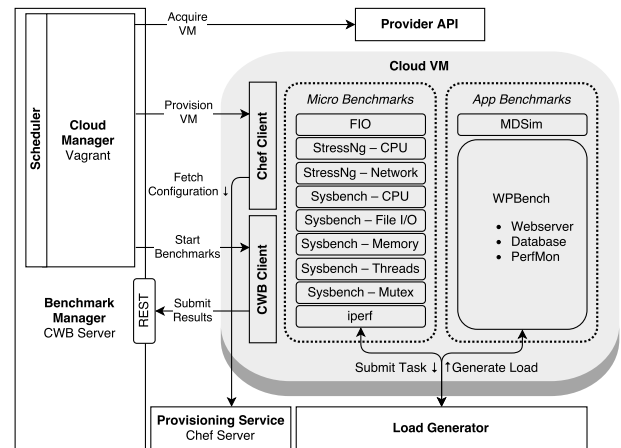 Acquire
VM
Provider API
Cloud VM
Scheduler
Cloud
Manager
Vagrant
Provision
VM
Chef Client
Micro Benchmarks
FIO
StressNg – CPU
StressNg – Network
Sysbench – CPU
Sysbench – File I/O
Sysbench – Memory
Sysbench – Threads
Sysbench – Mutex
iperf
App Benchmarks
MDSim
WPBench
• Webserver
• Database
• PerfMon
Fetch
Configuration ↓
Start
Benchmarks
CWB Client
Benchmark
Manager
CWB Server
REST
Submit
Results
Submit Task ↓ ↑Generate Load
Provisioning Service
Chef Server
Load Generator